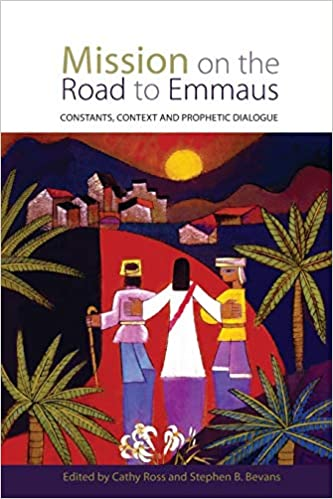 Mission on the
Road to Emmaus
CONSTANTS, CONTEXT AND PROPHETIC DIALOGUE
Edited by Cathy Ross and Stephen B. Bevans